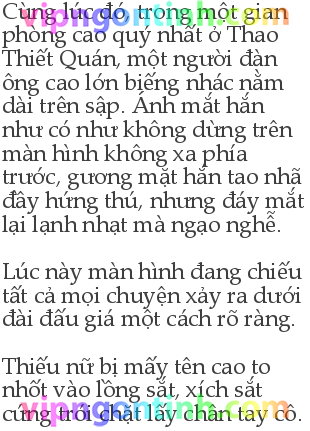 Cùng lúc đó, trong một gian
phòng cao quý nhất ở Thao
Thiết Quán, một người đàn
ông cao lớn biếng nhác nằm
dài trên sập. Ánh mắt hắn
như có như không dừng trên
màn hình không xa phía
trước, gương mặt hắn tao nhã
đầy hứng thú, nhưng đáy mắt
lại lạnh nhạt mà ngạo nghễ.
Lúc này màn hình đang chiếu
tất cả mọi chuyện xảy ra dưới
đài đấu giá một cách rõ ràng.
Thiếu nữ bị mấy tên cao to
nhốt vào lồng sắt, xích sắt
cứng trói chặt lấy chân tay cô.
vipngontinh.com
vipngontinh.com